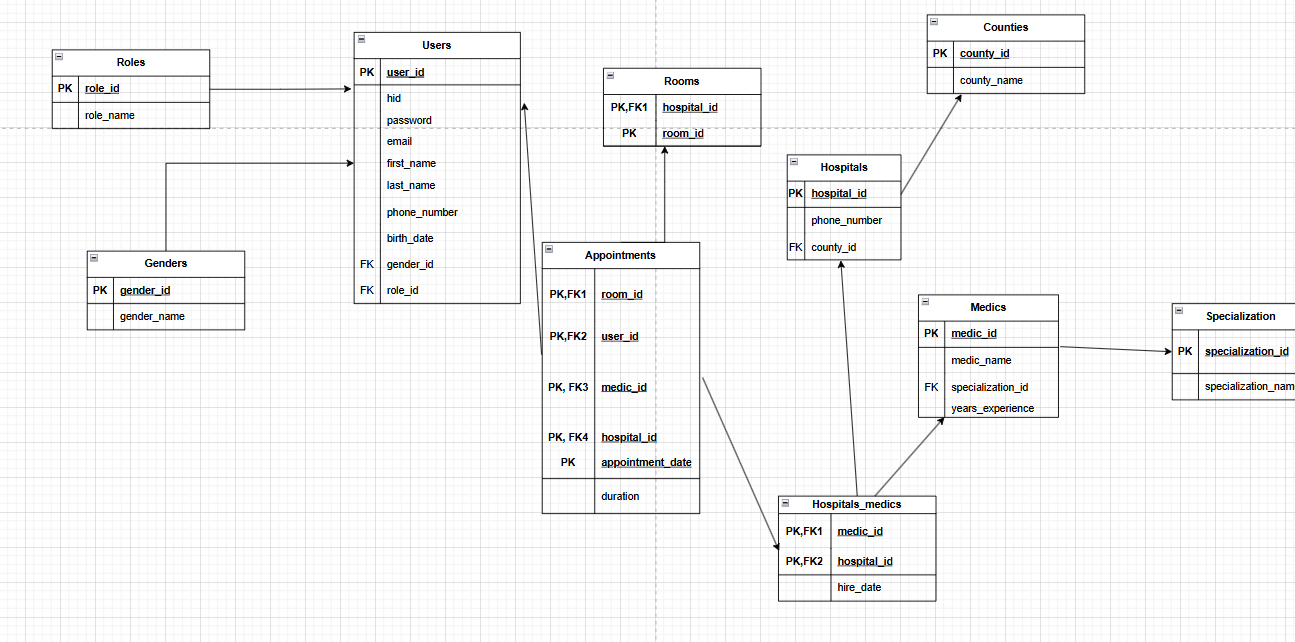 Roles
PK role_id
role_name
Users
PK user_id
hid
password
email
first_name
last_name
phone_number
birth_date
FK gender_id
FK role_id
Genders
PK gender_id
gender_name
Rooms
PK,FK1 hospital_id
PK room_id
Appointments
PK,FK1 room_id
PK,FK2 user_id
PK, FK3 medic_id
PK, FK4 hospital_id
PK appointment_date
duration
Counties
PK county_id
county_name
Hospitals
PK hospital_id
phone_number
FK county_id
Medics
PK medic_id
medic_name
FK specialization_id
years_experience
Specialization
PK specialization_id
specialization_nam
Hospitals_medics
PK,FK1 medic_id
PK,FK2 hospital_id
hire_date